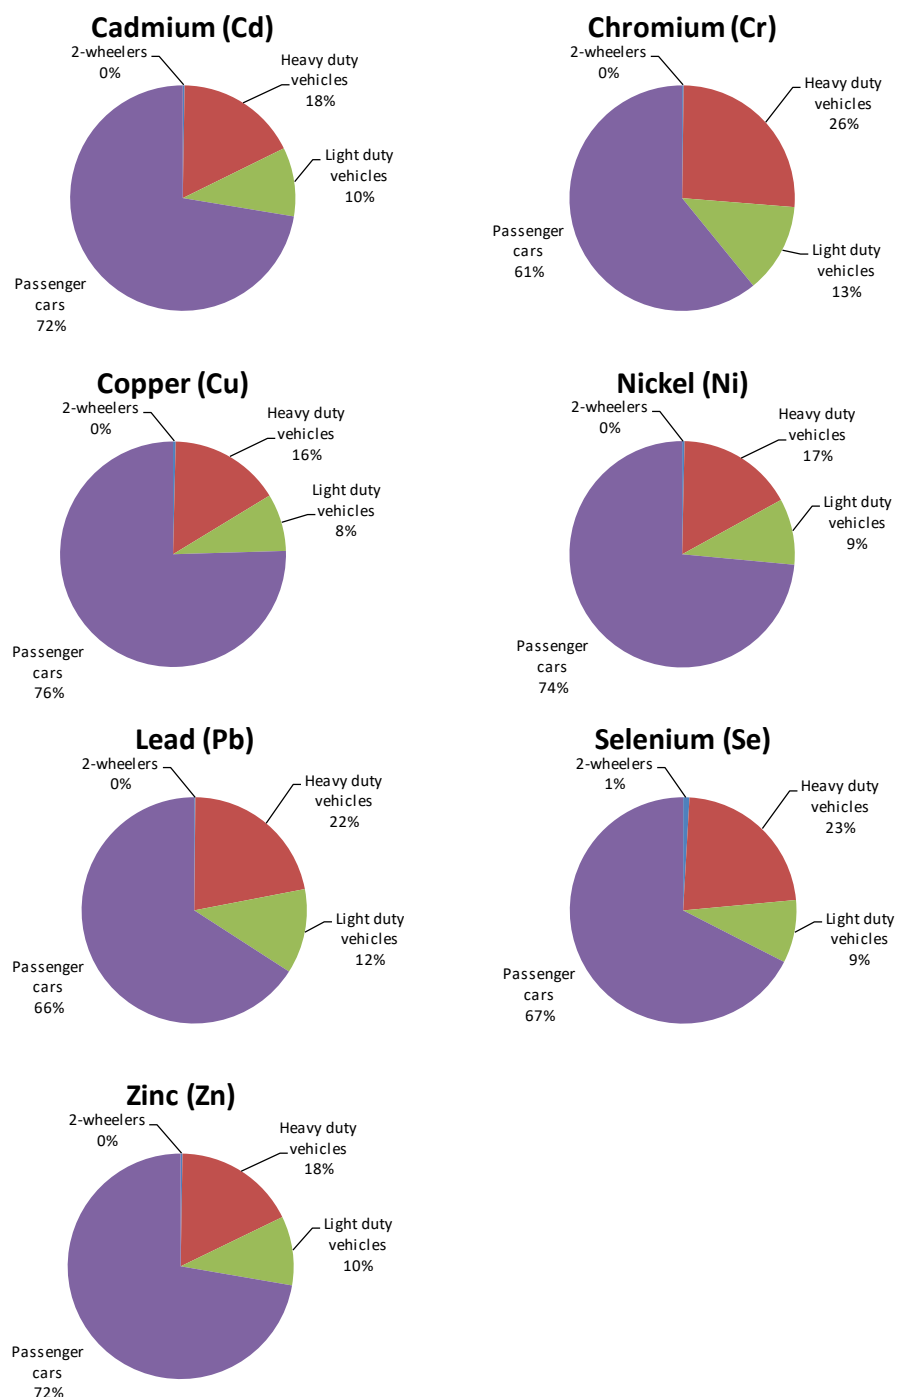 Cadmium (Cd)
2-wheelers
0%
Heavy duty
vehicles
18%
Light duty
vehicles
10%
Passenger
cars
72%
Chromium (Cr)
2-wheelers
0%
Heavy duty
vehicles
26%
Light duty
vehicles
13%
Passenger
cars
61%
Copper (Cu)
2-wheelers
0%
Heavy duty
vehicles
16%
Light duty
vehicles
8%
Passenger
cars
76%
Nickel (Ni)
2-wheelers
0%
Heavy duty
vehicles
17%
Light duty
vehicles
9%
Passenger
cars
74%
Lead (Pb)
2-wheelers
0%
Heavy duty
vehicles
22%
Light duty
vehicles
12%
Passenger
cars
66%
Selenium (Se)
2-wheelers
1%
Heavy duty
vehicles
23%
Light duty
vehicles
9%
Passenger
cars
67%
Zinc (Zn)
2-wheelers
0%
Heavy duty
vehicles
18%
Light duty
vehicles
10%
Passenger
cars
72%